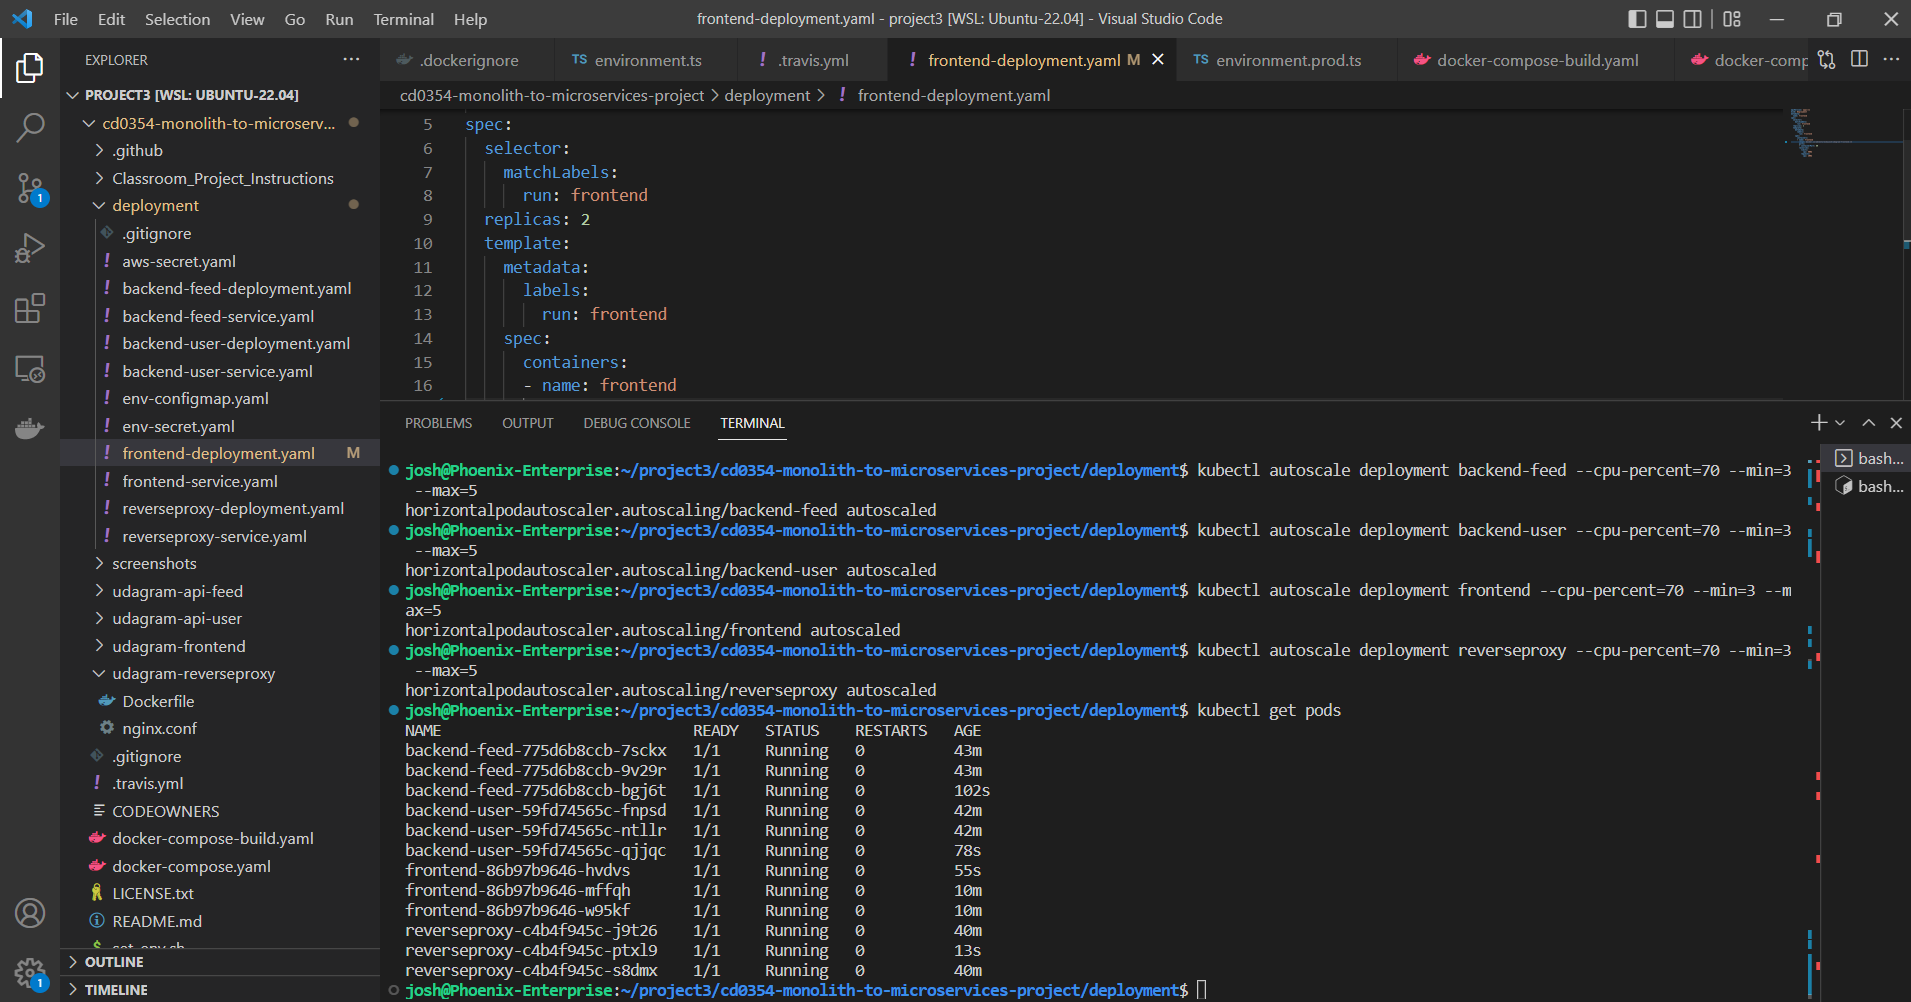 File Edit Selection View Go Run Terminal Help
frontend-deployment.yaml - project3 [WSL: Ubuntu-22.04] - Visual Studio Code
EXPLORER
PROJECT3 [WSL: UBUNTU-22.04]
cd0354-monolith-to-microserv...
.github
Classroom_Project_Instructions
deployment
.gitignore
aws-secret.yaml
backend-feed-deployment.yaml
backend-feed-service.yaml
backend-user-deployment.yaml
backend-user-service.yaml
env-configmap.yaml
env-secret.yaml
frontend-deployment.yaml M
frontend-service.yaml
reverseproxy-deployment.yaml
reverseproxy-service.yaml
screenshots
udagram-api-feed
udagram-api-user
udagram-frontend
udagram-reverseproxy
Dockerfile
nginx.conf
.gitignore
.travis.yml
CODEOWNERS
docker-compose-build.yaml
docker-compose.yaml
LICENSE.txt
README.md
set_env.sh
OUTLINE
TIMELINE
1
1
.dockerignore TS environment.ts ! .travis.yml ! frontend-deployment.yaml M TS environment.prod.ts docker-compose-build.yaml docker-comp
cd0354-monolith-to-microservices-project > deployment > ! frontend-deployment.yaml
5 spec:
6 selector:
7 matchLabels:
8 run: frontend
9 replicas: 2
10 template:
11 metadata:
12 labels:
13 run: frontend
14 spec:
15 containers:
16 - name: frontend
PROBLEMS OUTPUT DEBUG CONSOLE TERMINAL
josh@Phoenix-Enterprise:~/project3/cd0354-monolith-to-microservices-project/deployment$ kubectl autoscale deployment backend-feed --cpu-percent=70 --min=3
--max=5
horizontalpodautoscaler.autoscaling/backend-feed autoscaled
josh@Phoenix-Enterprise:~/project3/cd0354-monolith-to-microservices-project/deployment$ kubectl autoscale deployment backend-user --cpu-percent=70 --min=3
--max=5
horizontalpodautoscaler.autoscaling/backend-user autoscaled
josh@Phoenix-Enterprise:~/project3/cd0354-monolith-to-microservices-project/deployment$ kubectl autoscale deployment frontend --cpu-percent=70 --min=3 --m
ax=5
horizontalpodautoscaler.autoscaling/frontend autoscaled
josh@Phoenix-Enterprise:~/project3/cd0354-monolith-to-microservices-project/deployment$ kubectl autoscale deployment reverseproxy --cpu-percent=70 --min=3
--max=5
horizontalpodautoscaler.autoscaling/reverseproxy autoscaled
josh@Phoenix-Enterprise:~/project3/cd0354-monolith-to-microservices-project/deployment$ kubectl get pods
NAME READY STATUS RESTARTS AGE
backend-feed-775d6b8ccb-7sckx 1/1 Running 0 43m
backend-feed-775d6b8ccb-9v29r 1/1 Running 0 43m
backend-feed-775d6b8ccb-bgj6t 1/1 Running 0 102s
backend-user-59fd74565c-fnpsd 1/1 Running 0 42m
backend-user-59fd74565c-ntllr 1/1 Running 0 42m
backend-user-59fd74565c-qjjqc 1/1 Running 0 78s
frontend-86b97b9646-hvdvs 1/1 Running 0 55s
frontend-86b97b9646-mffqh 1/1 Running 0 10m
frontend-86b97b9646-w95kf 1/1 Running 0 10m
reverseproxy-c4b4f945c-j9t26 1/1 Running 0 40m
reverseproxy-c4b4f945c-ptxl9 1/1 Running 0 13s
reverseproxy-c4b4f945c-s8dmx 1/1 Running 0 40m
josh@Phoenix-Enterprise:~/project3/cd0354-monolith-to-microservices-project/deployment$
bash...
bash...